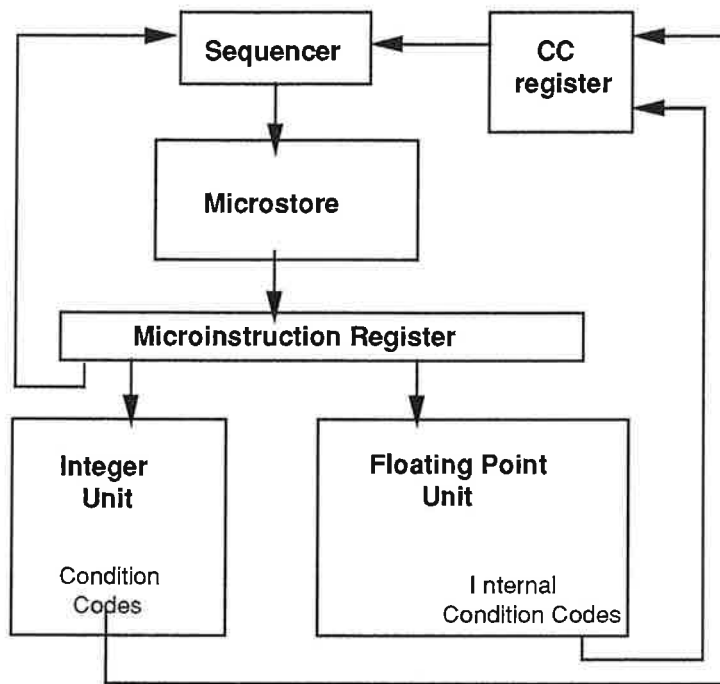 Sequencer
CC
register
Microstore
Microinstruction Register
Integer
Unit
Floating Point
Unit
Condition
Codes
Internal
Condition Codes